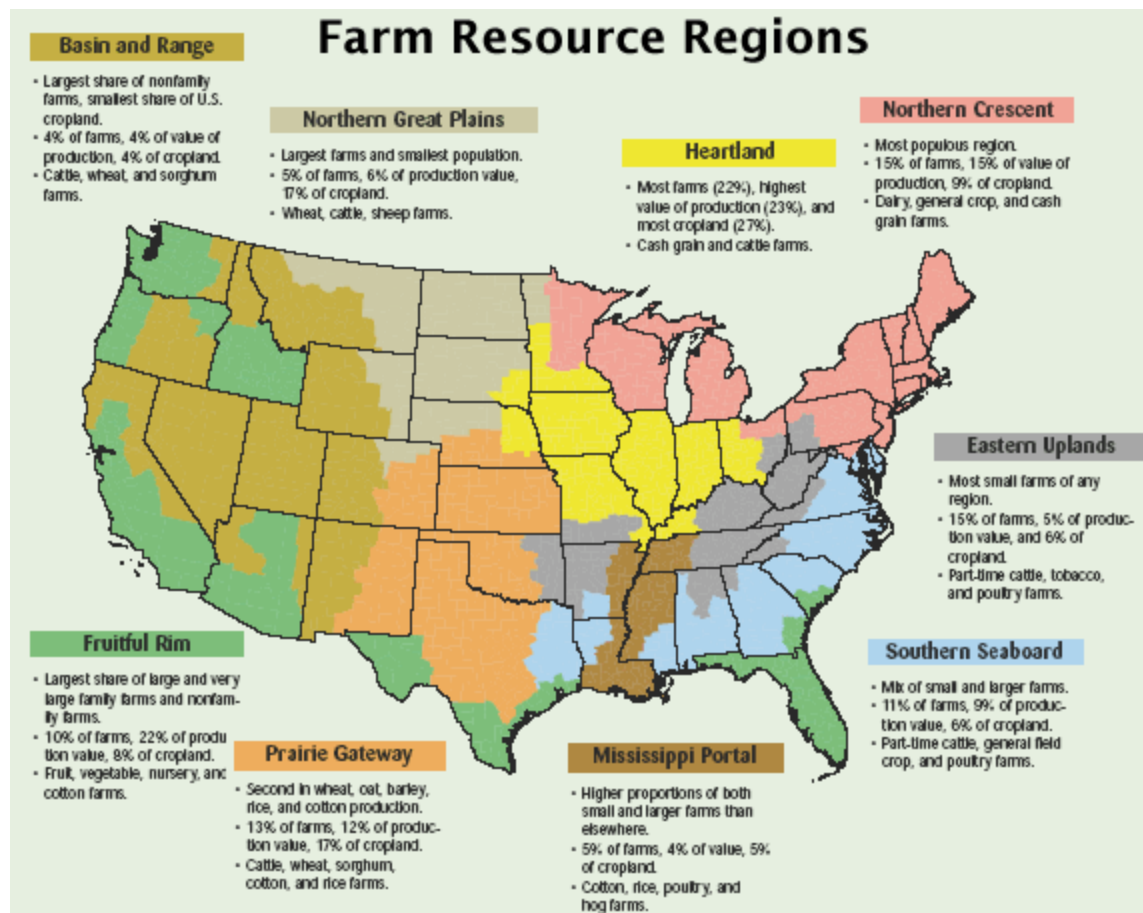 Farm Resource Regions
Basin and Range
• Largest share of nonfamily
farms, smallest share of U.S.
cropland.
• 4% of farms, 4% of value of
production, 4% of cropland.
• Cattle, wheat, and sorghum
farms.
Northern Great Plains
• Largest farms and smallest population.
• 5% of farms, 6% of production value,
17% of cropland.
• Wheat, cattle, sheep farms.
Heartland
• Most farms (22%), highest
value of production (23%), and
most cropland (27%).
• Cash grain and cattle farms.
Northern Crescent
• Most populous region.
• 15% of farms, 15% of value of
production, 9% of cropland.
• Dairy, general crop, and cash
grain farms.
Eastern Uplands
• Most small farms of any
region.
• 15% of farms, 5% of produc-
tion value, and 6% of
cropland.
• Part-time cattle, tobacco,
and poultry farms.
Fruitful Rim
• Largest share of large and very
large family farms and nonfam-
ily farms.
• 10% of farms, 22% of produ
tion value, 8% of cropland.
• Fruit, vegetable, nursery, and
cotton farms.
Prairie Gateway
• Second in wheat, oat, barley,
rice, and cotton production.
• 13% of farms, 12% of produc-
tion value, 17% of cropland.
• Cattle, wheat, sorghum,
cotton, and rice farms.
Mississippi Portal
• Higher proportions of both
small and larger farms than
elsewhere.
• 5% of farms, 4% of value, 5%
of cropland.
• Cotton, rice, poultry, and
hog farms.
Southern Seaboard
• Mix of small and larger farms.
• 11% of farms, 9% of produc-
tion value, 6% of cropland.
• Part-time cattle, general field
crop, and poultry farms.